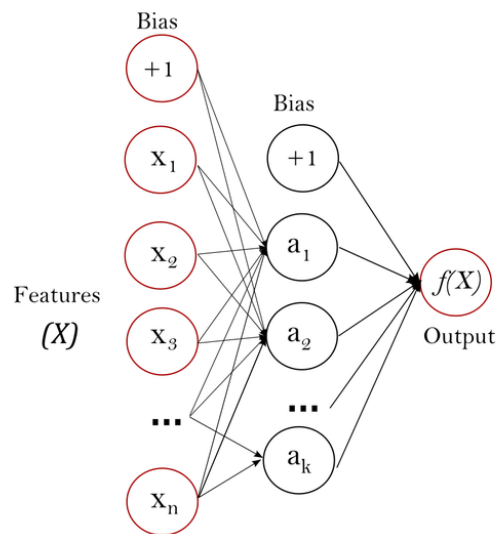 Bias
+1
x1
x2
x3
...
xn
Features
(X)
Bias
+1
a1
a2
...
ak
f(X)
Output